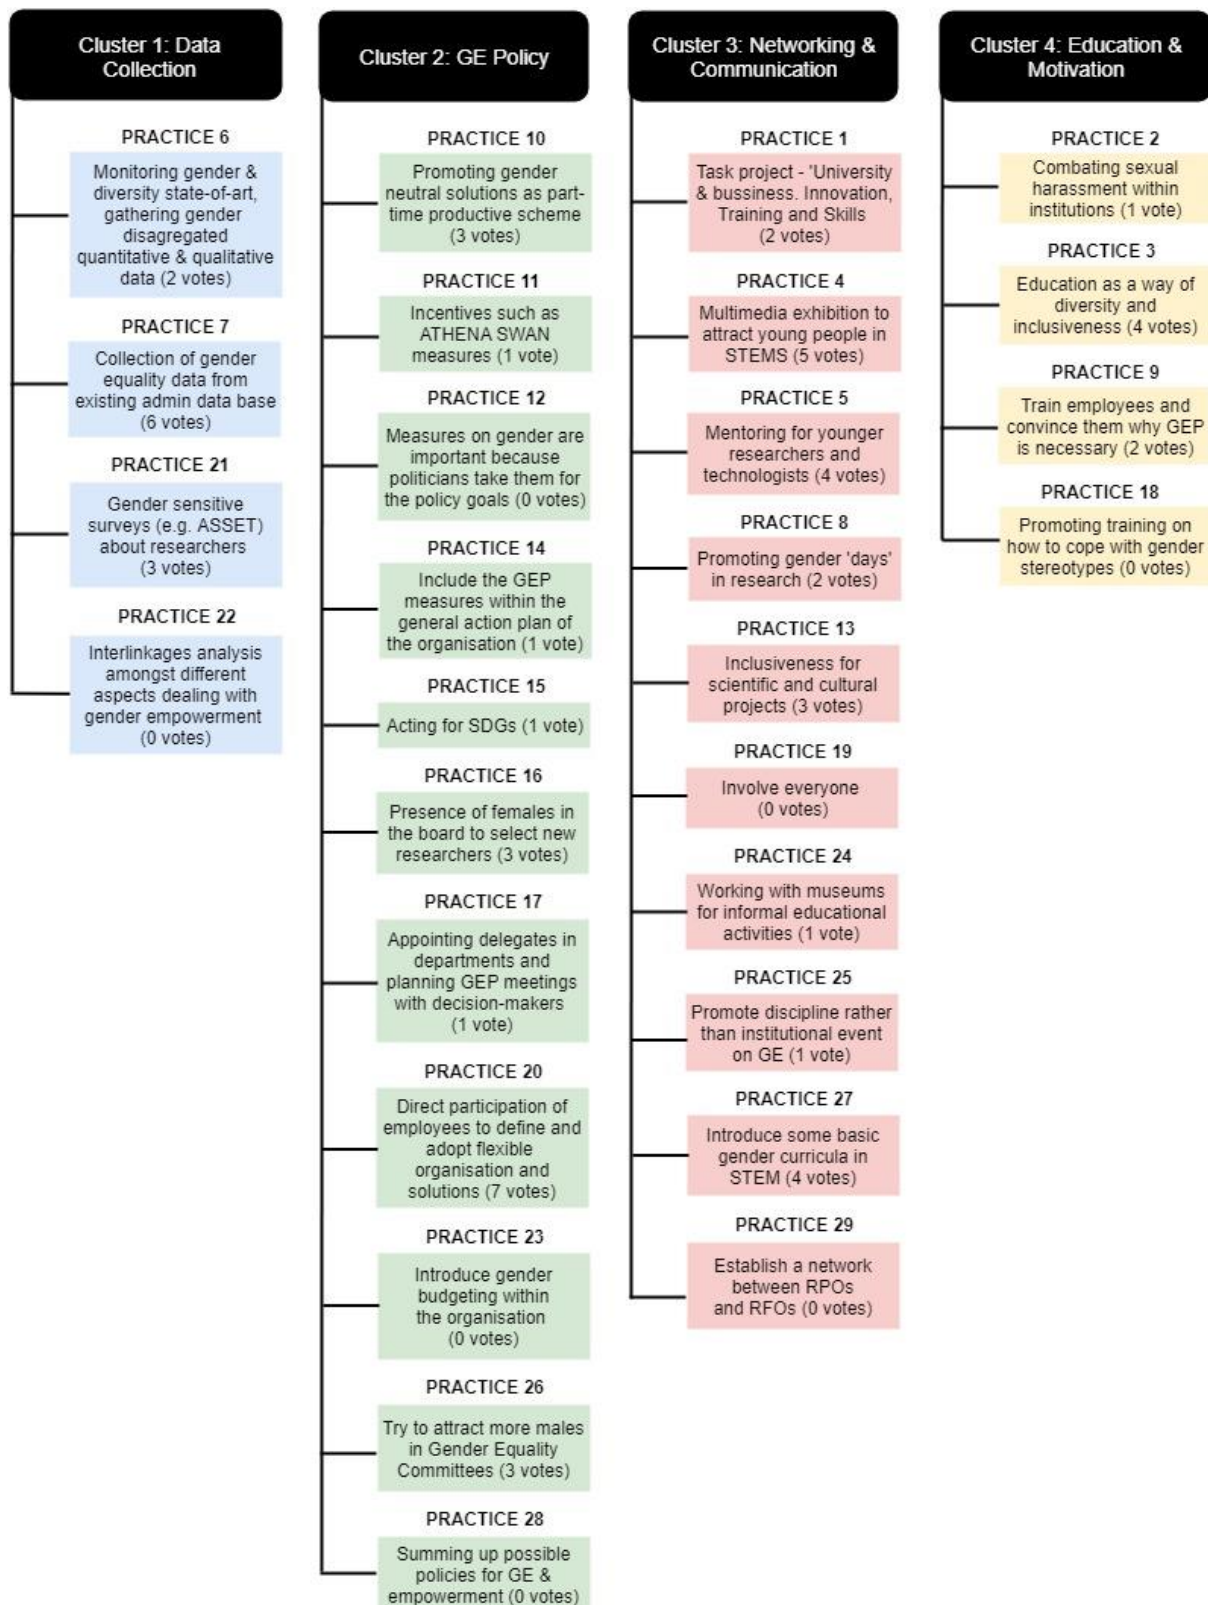 Cluster 1: Data
Collection
PRACTICE 6
Monitoring gender &
diversity state-of-art,
gathering gender
disagregated
quantitative & qualitative
data (2 votes)
PRACTICE 7
Collection of gender
equality data from
existing admin data base
(6 votes)
PRACTICE 21
Gender sensitive
surveys (e.g. ASSET)
about researchers
(3 votes)
PRACTICE 22
Interlinkages analysis
amongst different
aspects dealing with
gender empowerment
(0 votes)
Cluster 2: GE Policy
PRACTICE 10
Promoting gender
neutral solutions as part-
time productive scheme
(3 votes)
PRACTICE 11
Incentives such as
ATHENA SWAN
measures (1 vote)
PRACTICE 12
Measures on gender are
important because
politicians take them for
the policy goals (0 votes)
PRACTICE 14
Include the GEP
measures within the
general action plan of
the organisation (1 vote)
PRACTICE 15
Acting for SDGs (1 vote)
PRACTICE 16
Presence of females in
the board to select new
researchers (3 votes)
PRACTICE 17
Appointing delegates in
departments and
planning GEP meetings
with decision-makers
(1 vote)
PRACTICE 20
Direct participation of
employees to define and
adopt flexible
organisation and
solutions (7 votes)
PRACTICE 23
Introduce gender
budgeting within
the organisation
(0 votes)
PRACTICE 26
Try to attract more males
in Gender Equality
Committees (3 votes)
PRACTICE 28
Summing up possible
policies for GE &
empowerment (0 votes)
Cluster 3: Networking &
Communication
PRACTICE 1
Task project - 'University
& bussiness. Innovation,
Training and Skills
(2 votes)
PRACTICE 4
Multimedia exhibition to
attract young people in
STEMS (5 votes)
PRACTICE 5
Mentoring for younger
researchers and
technologists (4 votes)
PRACTICE 8
Promoting gender 'days'
in research (2 votes)
PRACTICE 13
Inclusiveness for
scientific and cultural
projects (3 votes)
PRACTICE 19
Involve everyone
(0 votes)
PRACTICE 24
Working with museums
for informal educational
activities (1 vote)
PRACTICE 25
Promote discipline rather
than institutional event
on GE (1 vote)
PRACTICE 27
Introduce some basic
gender curricula in
STEM (4 votes)
PRACTICE 29
Establish a network
between RPOs
and RFOs (0 votes)
Cluster 4: Education &
Motivation
PRACTICE 2
Combating sexual
harassment within
institutions (1 vote)
PRACTICE 3
Education as a way of
diversity and
inclusiveness (4 votes)
PRACTICE 9
Train employees and
convince them why GEP
is necessary (2 votes)
PRACTICE 18
Promoting training on
how to cope with gender
stereotypes (0 votes)